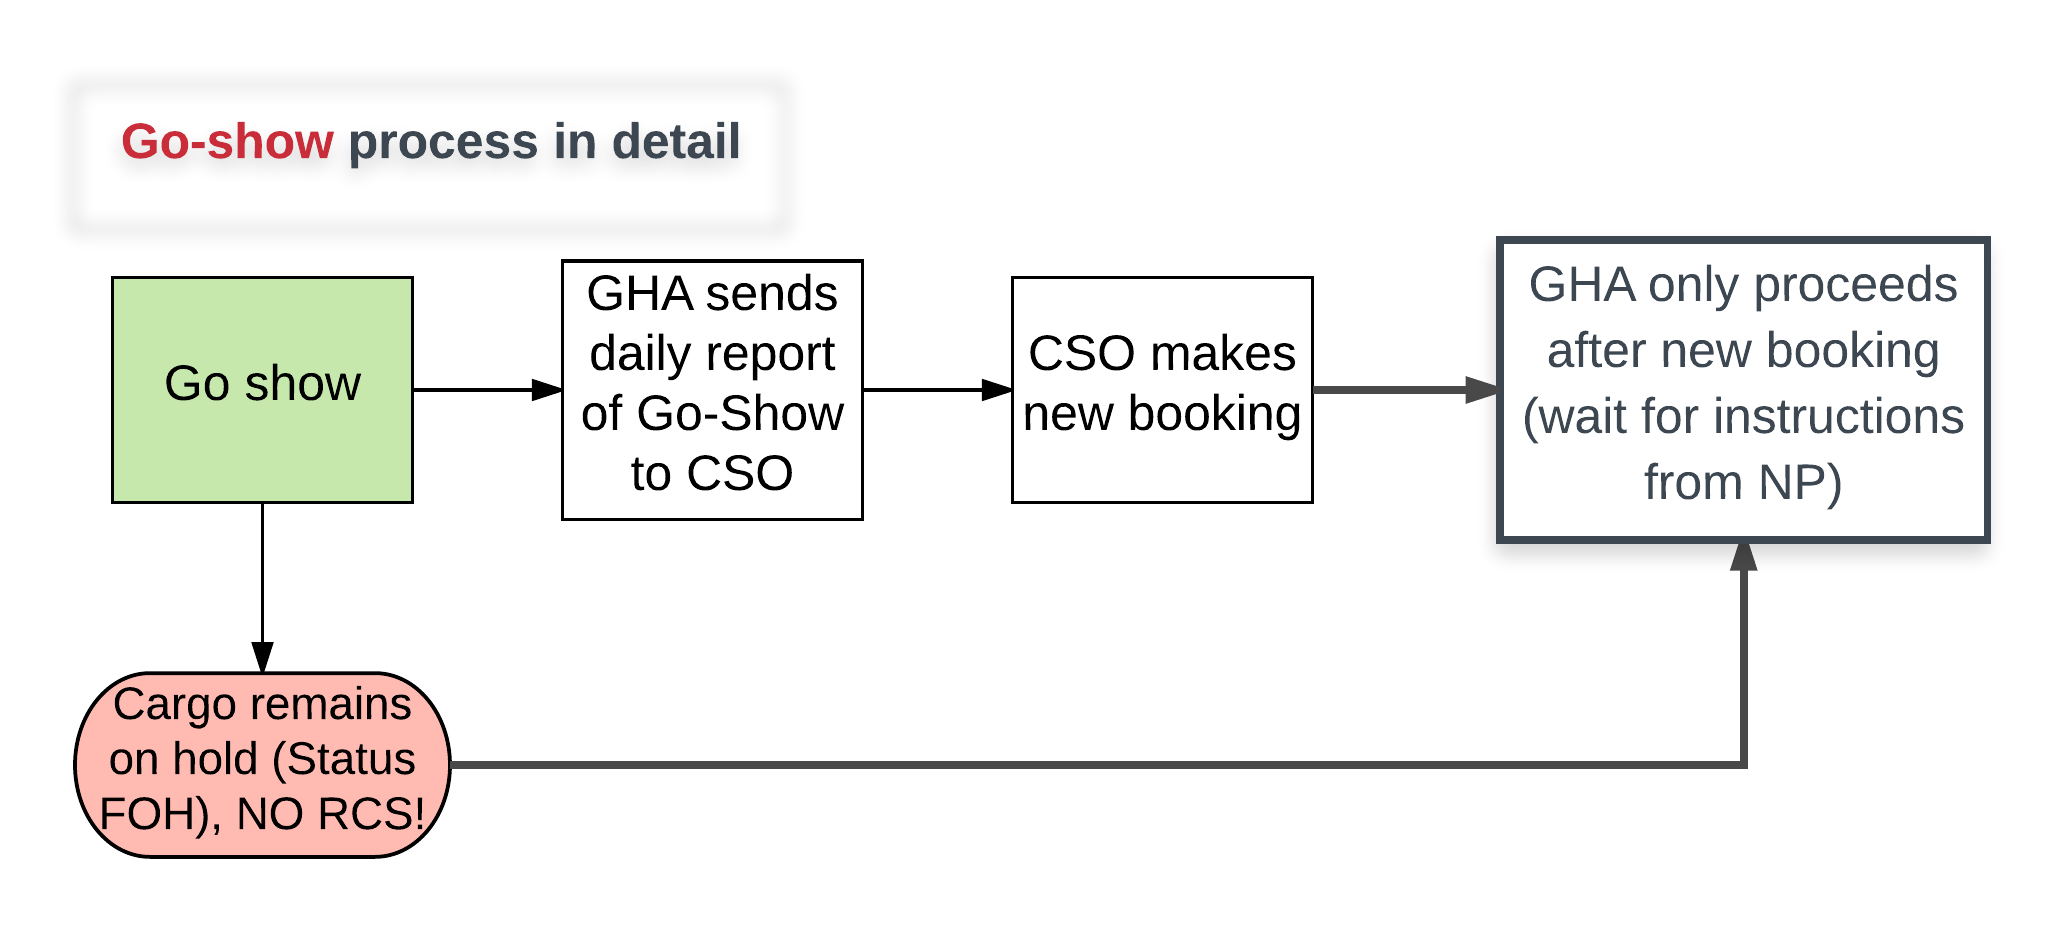 Go-show process in detail
Go show
GHA sends
daily report
of Go-Show
to CSO
CSO makes
new booking
GHA only proceeds
after new booking
(wait for instructions
from NP)
Cargo remains
on hold (Status
FOH), NO RCS!